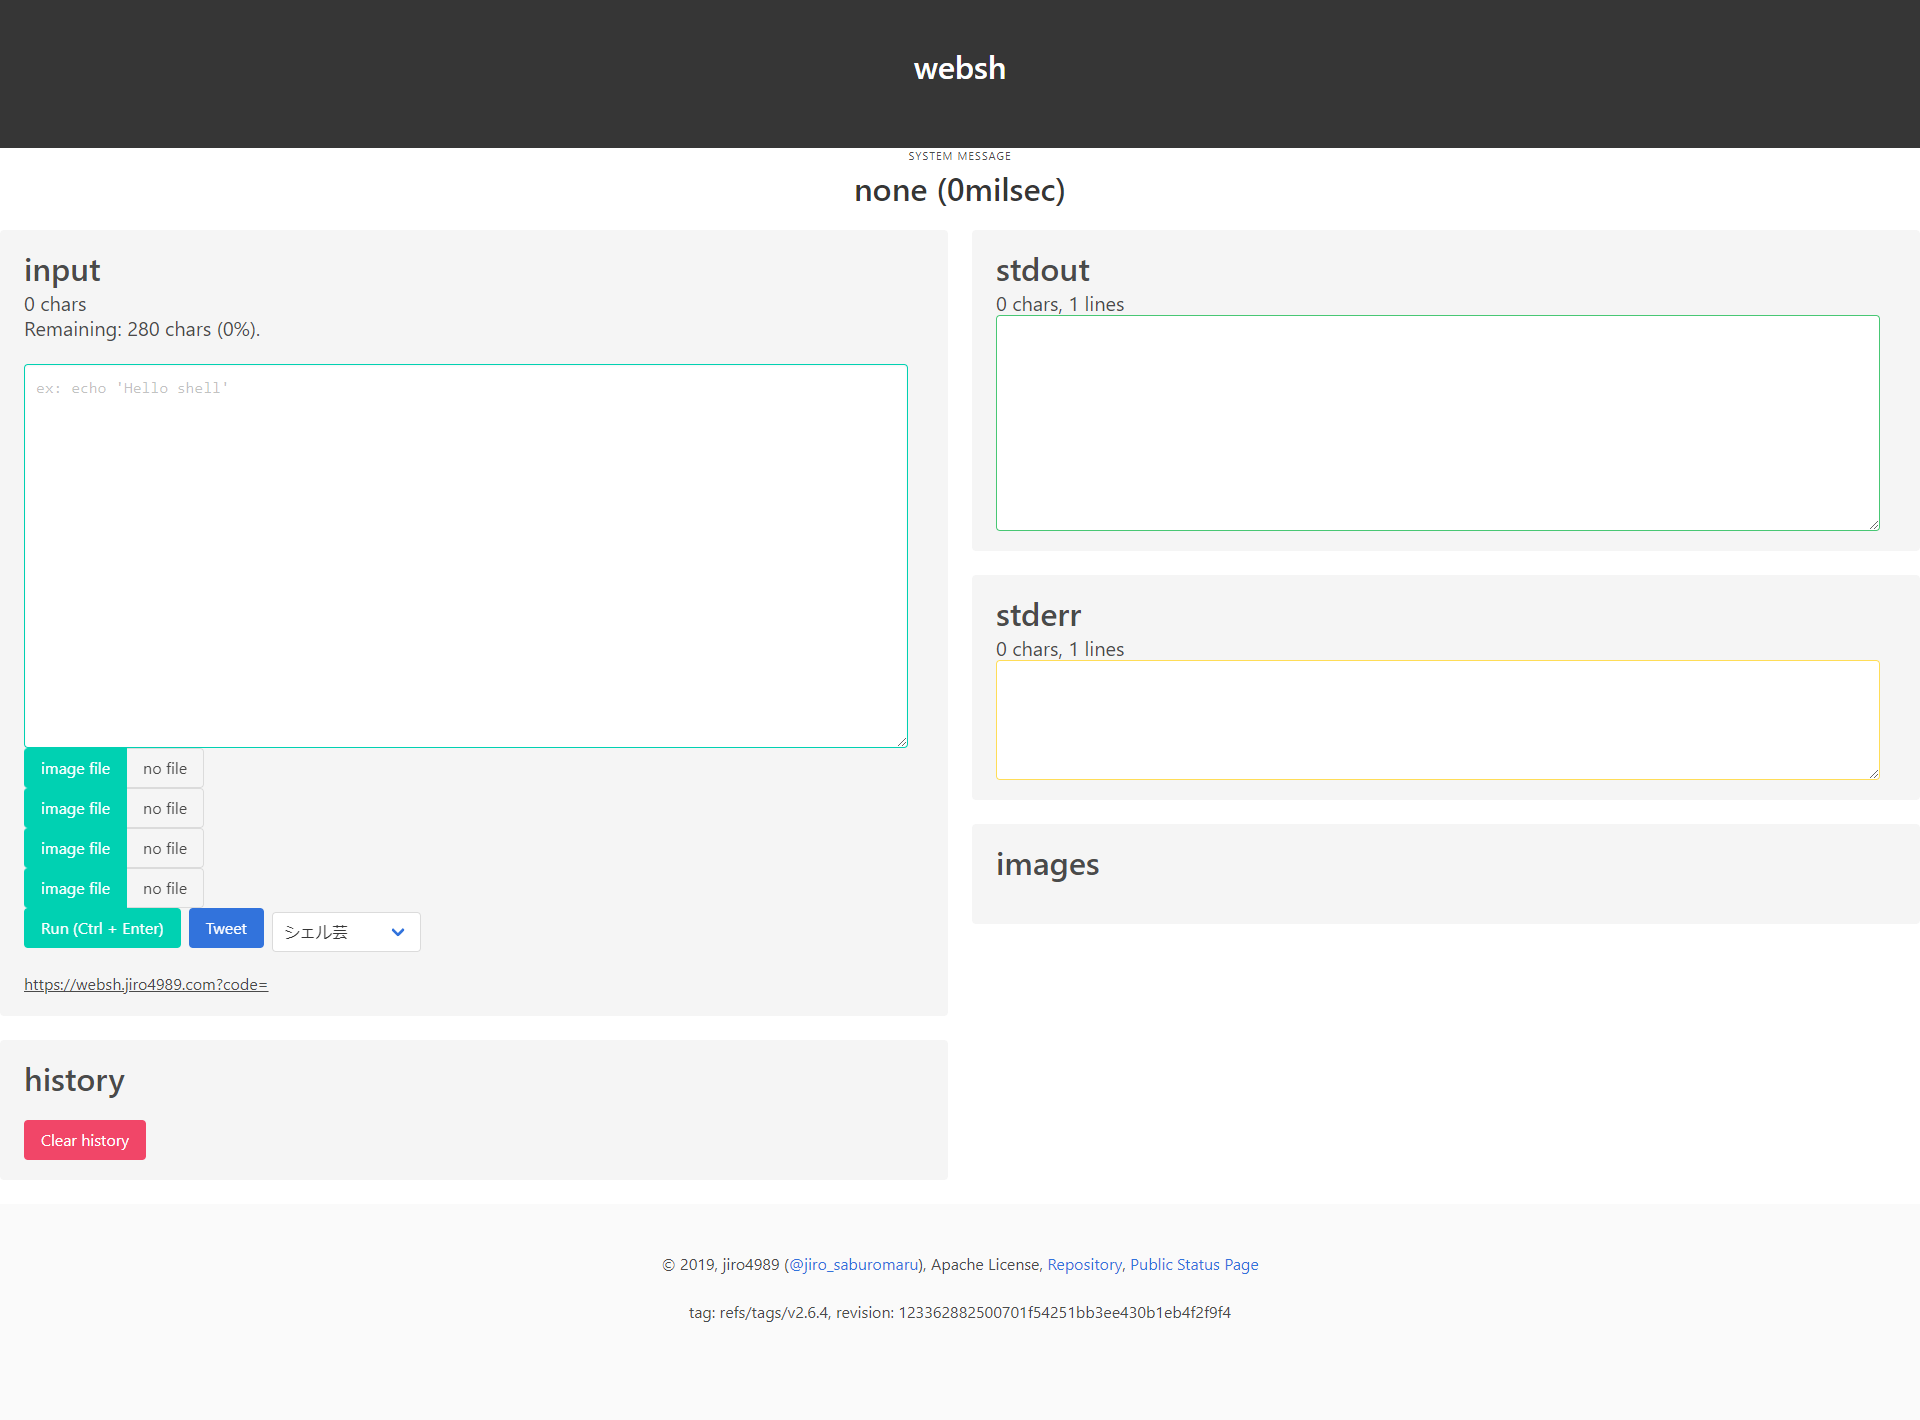 websh
SYSTEM MESSAGE
none (0milsec)
input
0 chars
Remaining: 280 chars (0%).
ex: echo 'Hello shell'
image file no file
image file no file
image file no file
image file no file
Run (Ctrl + Enter) Tweet シェル芸
https://websh.jiro4989.com?code=
history
Clear history
stdout
0 chars, 1 lines
stderr
0 chars, 1 lines
images
© 2019, jiro4989 (@jiro_saburomaru), Apache License, Repository, Public Status Page
tag: refs/tags/v2.6.4, revision: 123362882500701f54251bb3ee430b1eb4f2f9f4